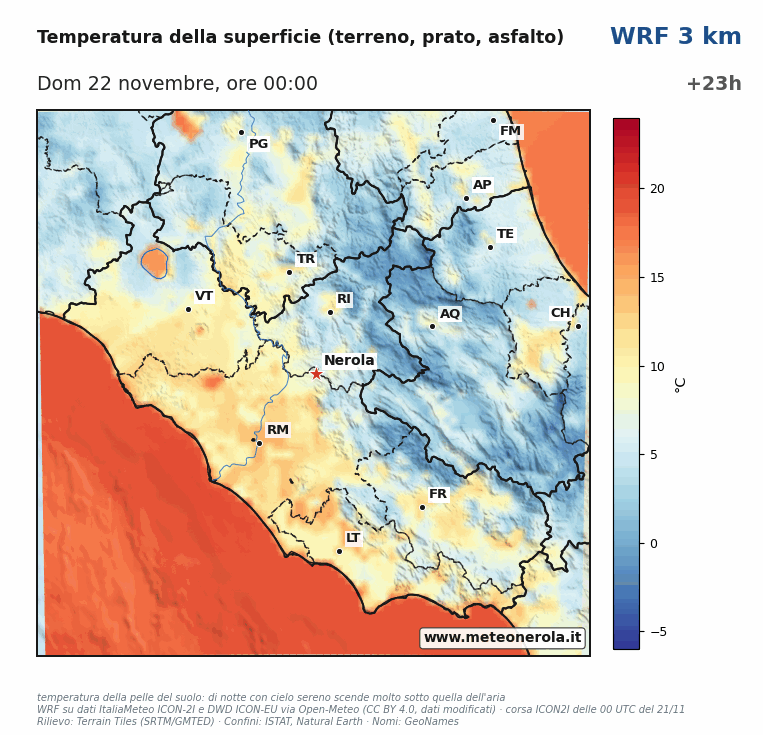 Temperatura della superficie (terreno, prato, asfalto)
WRF 3 km
Dom 22 novembre, ore 00:00
+23h
PG
FM
AP
TE
TR
VT
RI
AQ
CH
Nerola
RM
FR
LT
www.meteonerola.it
20
15
10
5
0
−5
°C
temperatura della pelle del suolo: di notte con cielo sereno scende molto sotto quella dell'aria
WRF su dati ItaliaMeteo ICON-2I e DWD ICON-EU via Open-Meteo (CC BY 4.0, dati modificati) · corsa ICON2I delle 00 UTC del 21/11
Rilievo: Terrain Tiles (SRTM/GMTED) · Confini: ISTAT, Natural Earth · Nomi: GeoNames